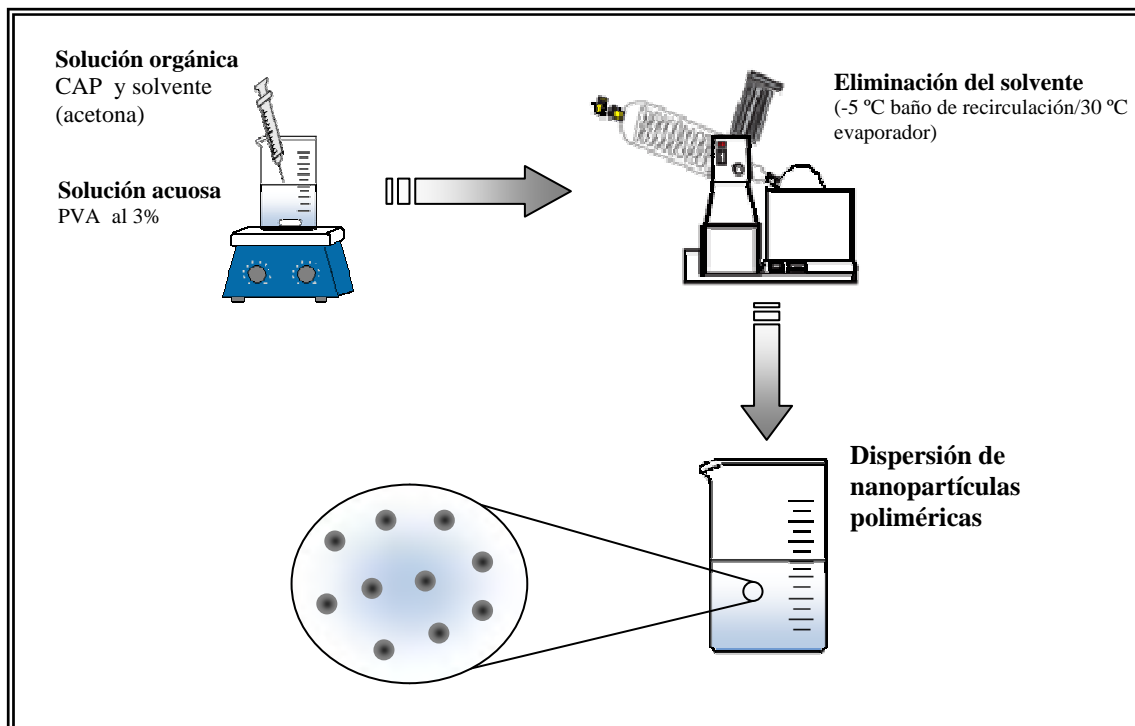 Solución orgánica
CAP y solvente
(acetona)
Solución acuosa
PVA al 3%
Eliminación del solvente
(-5 ºC baño de recirculación/30 ºC
evaporador)
Dispersión de
nanopartículas
poliméricas